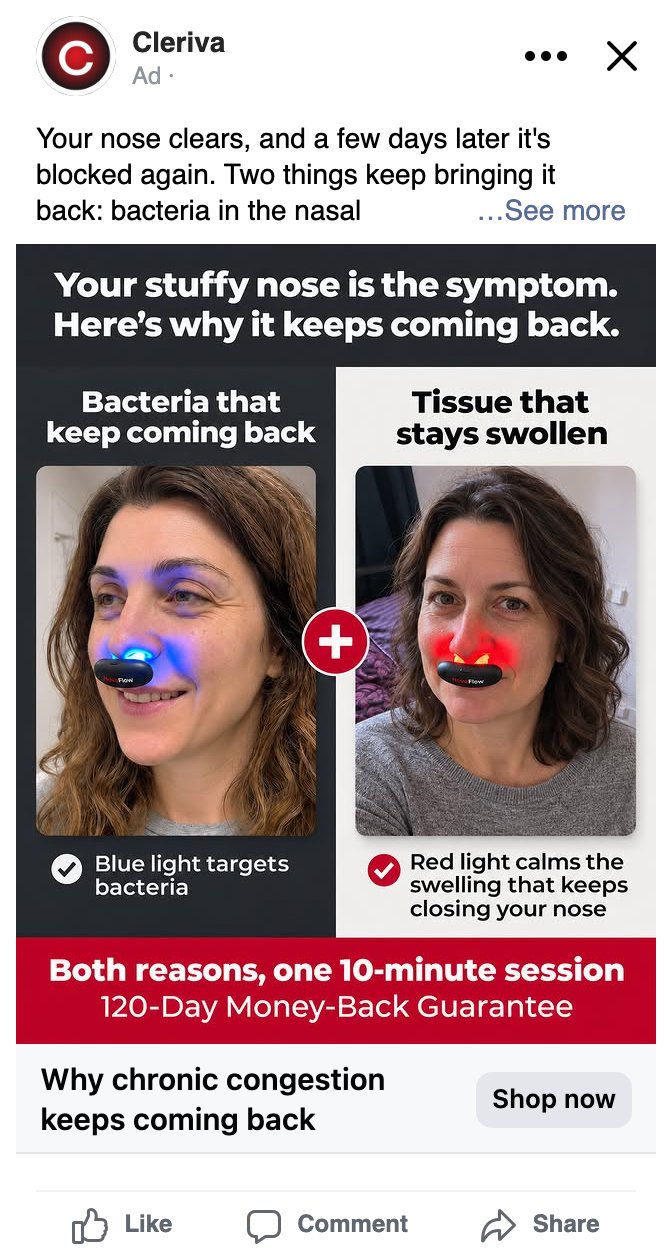 Cleriva
Ad ·
Your nose clears, and a few days later it's
blocked again. Two things keep bringing it
back: bacteria in the nasal ...See more
Your stuffy nose is the symptom.
Here's why it keeps coming back.
Bacteria that
keep coming back
Tissue that
stays swollen
Flow
Flow
Blue light targets
bacteria
Red light calms the
swelling that keeps
closing your nose
Both reasons, one 10-minute session
120-Day Money-Back Guarantee
Why chronic congestion
keeps coming back
Shop now
Like
Comment
Share